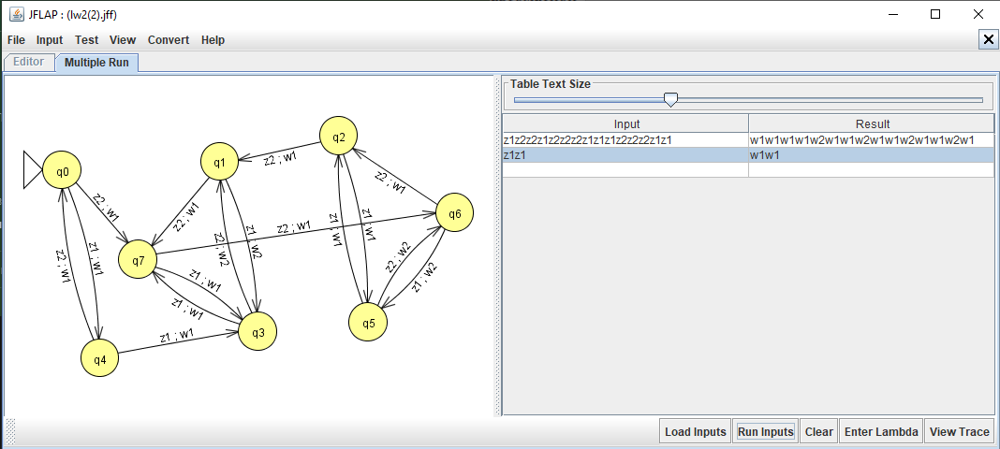 JFLAP : (lw2(2).jff)
File Input Test View Convert Help
Editor Multiple Run
Table Text Size
Input Result
z1z2z2z1z2z2z2z1z1z1z2z2z2z1z1 w1w1w1w1w2w1w1w2w1w1w2w1w1w2w1
z1z1 w1w1
q0
q1
q2
q6
q7
q5
q3
q4
z2 ; w1
z1 ; w1
z2 ; w1
z2 ; w1
z2 ; w1
z2 ; w1
z2 ; w1
z1 ; w1
z1 ; w1
z1 ; w1
z2 ; w2
z1 ; w2
z1 ; w1
z1 ; w1
z2 ; w2
z1 ; w2
Load Inputs Run Inputs Clear Enter Lambda View Trace